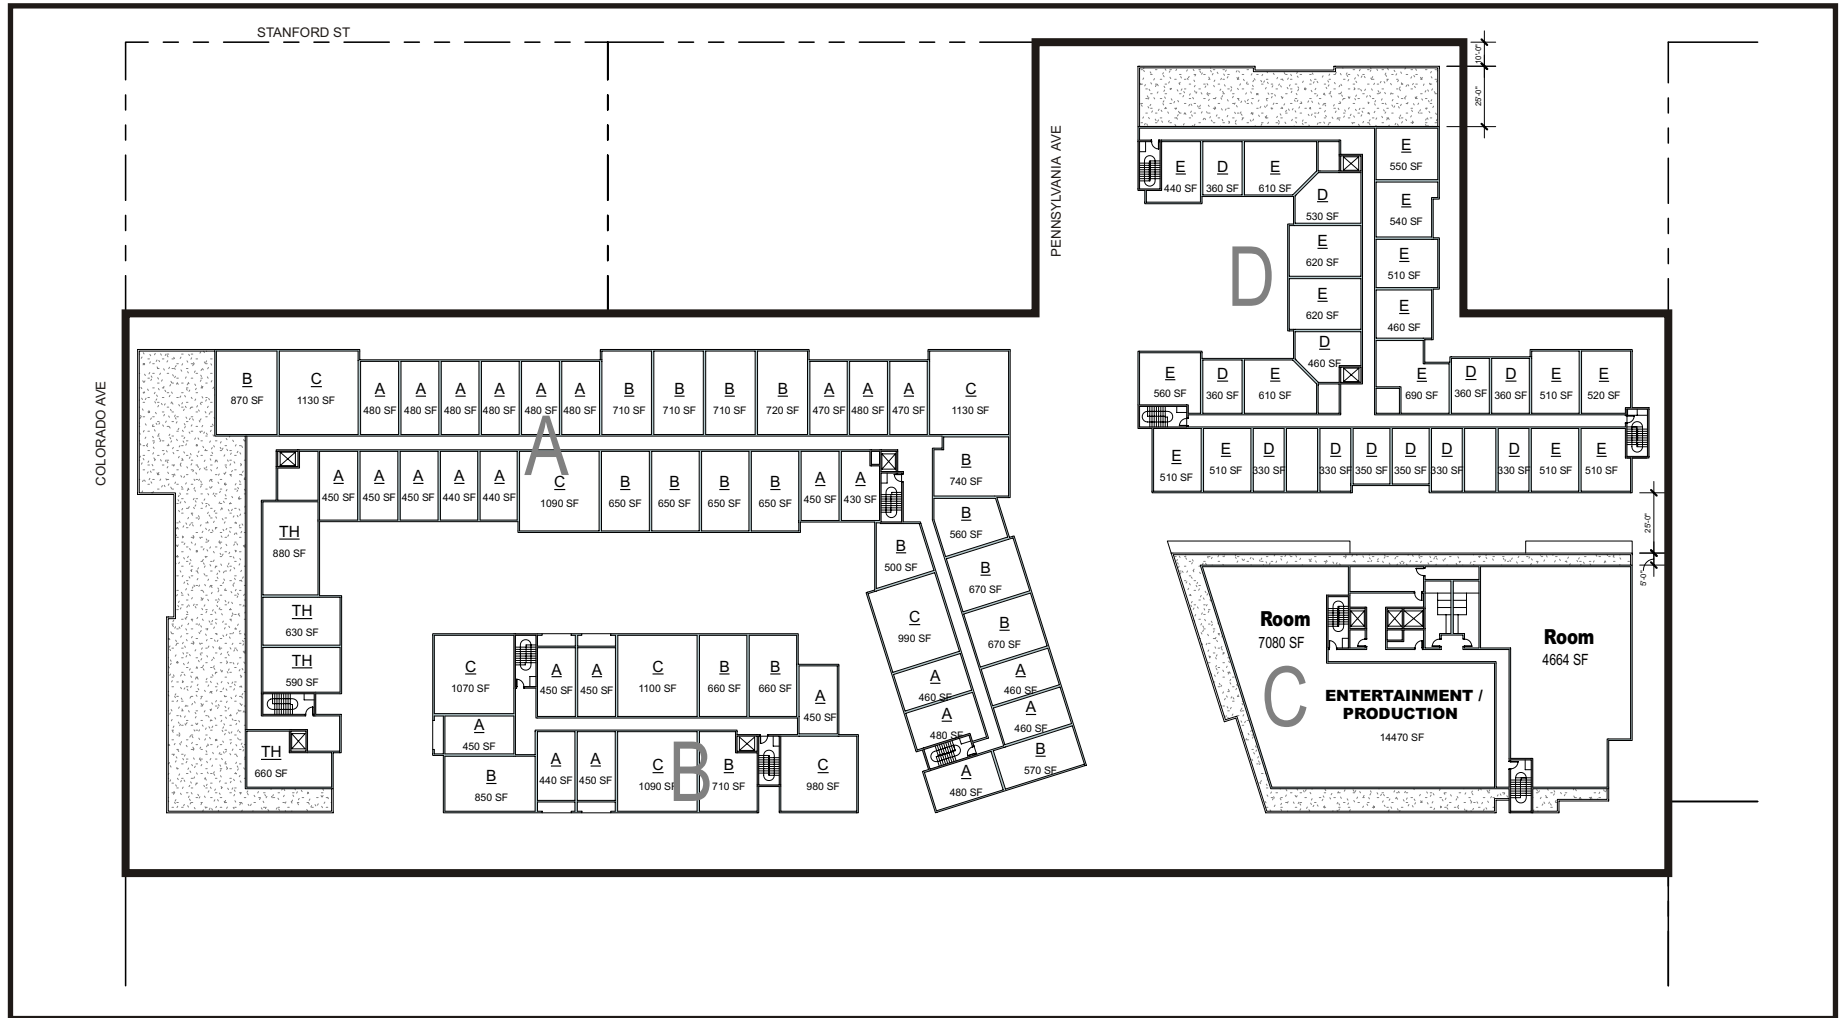 STANFORD ST
10'-0"
25'-0"
PENNSYLVANIA AVE
E
550 SF
E
440 SF
D
360 SF
E
610 SF
D
530 SF
E
540 SF
E
620 SF
E
510 SF
D
E
620 SF
E
460 SF
D
460 SF
COLORADO AVE
B
870 SF
C
1130 SF
A
480 SF
A
480 SF
A
480 SF
A
480 SF
A
480 SF
A
480 SF
B
710 SF
B
710 SF
B
710 SF
B
720 SF
A
470 SF
A
480 SF
A
470 SF
C
1130 SF
E
560 SF
D
360 SF
E
610 SF
E
690 SF
D
360 SF
D
360 SF
E
510 SF
E
520 SF
A
A
450 SF
A
450 SF
A
450 SF
A
440 SF
A
440 SF
C
1090 SF
B
650 SF
B
650 SF
B
650 SF
B
650 SF
A
450 SF
A
430 SF
B
740 SF
E
510 SF
E
510 SF
D
330 SF
D
330 SF
D
350 SF
D
350 SF
D
330 SF
D
330 SF
E
510 SF
E
510 SF
25'-0"
5'-0"
TH
880 SF
B
500 SF
B
560 SF
B
670 SF
TH
630 SF
C
990 SF
B
670 SF
Room
7080 SF
Room
4664 SF
TH
590 SF
C
1070 SF
A
450 SF
A
450 SF
C
1100 SF
B
660 SF
B
660 SF
A
450 SF
A
460 SF
A
460 SF
C
ENTERTAINMENT /
PRODUCTION
14470 SF
A
450 SF
A
480 SF
A
460 SF
TH
660 SF
B
850 SF
A
440 SF
A
450 SF
C
1090 SF
B
B
710 SF
C
980 SF
A
480 SF
B
570 SF